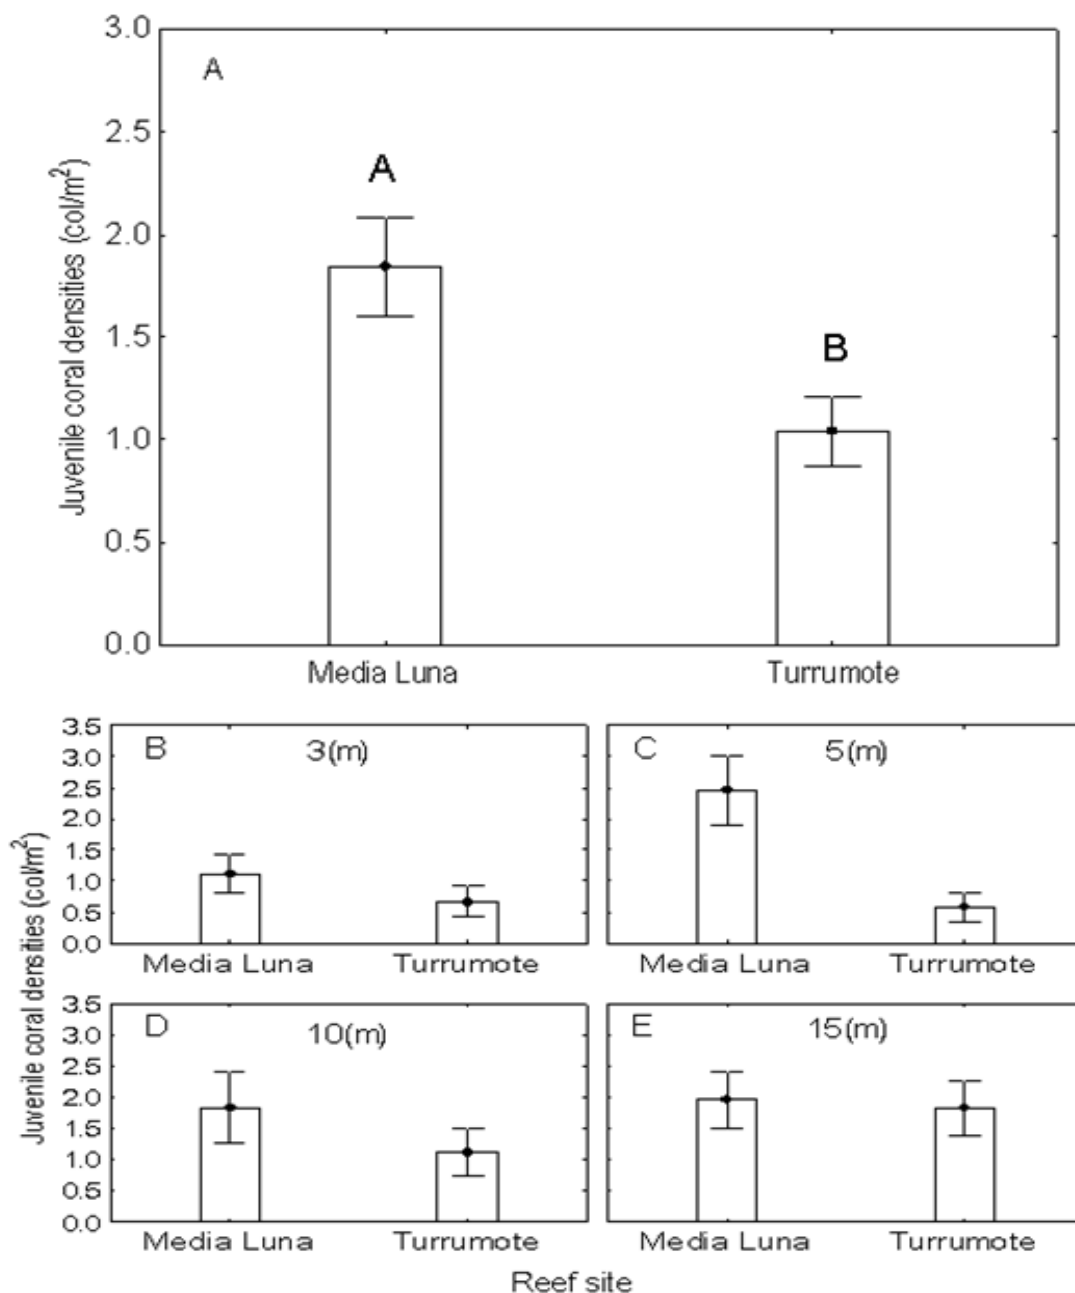 A
Juvenile coral densities (col/m²)
3.0
2.5
2.0
1.5
1.0
0.5
0.0
A
B
Media Luna
Turrumote
Juvenile coral densities (col/m²)
B
3(m)
3.5
3.0
2.5
2.0
1.5
1.0
0.5
0.0
Media Luna
Turrumote
C
5(m)
Media Luna
Turrumote
D
10(m)
3.5
3.0
2.5
2.0
1.5
1.0
0.5
0.0
Media Luna
Turrumote
E
15(m)
Media Luna
Turrumote
Reef site